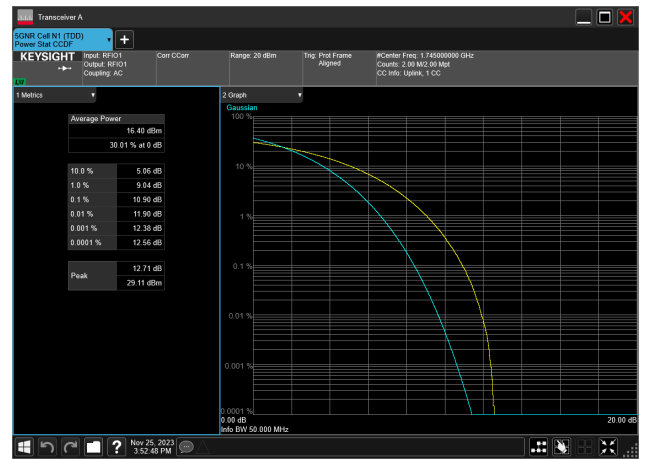 Transceiver A
5GNR Cell N1 (TDD)
Power Stat CCDF
KEYSIGHT
Input: RFIO1
Output: RFIO1
Coupling: AC
Corr CCorr
Range: 20 dBm
Trig: Prot Frame
Aligned
#Center Freq: 1.745000000 GHz
Counts: 2.00 M/2.00 Mpt
CC Info: Uplink, 1 CC
1 Metrics
Average Power
16.40 dBm
30.01 % at 0 dB
10.0 % 5.06 dB
1.0 % 9.04 dB
0.1 % 10.90 dB
0.01 % 11.90 dB
0.001 % 12.38 dB
0.0001 % 12.56 dB
Peak
12.71 dB
29.11 dBm
2 Graph
Gaussian
100 %
10 %
1 %
0.1 %
0.01 %
0.001 %
0.0001 %
0.00 dB 20.00 dB
Info BW 50.000 MHz
Nov 25, 2023
3:52:48 PM